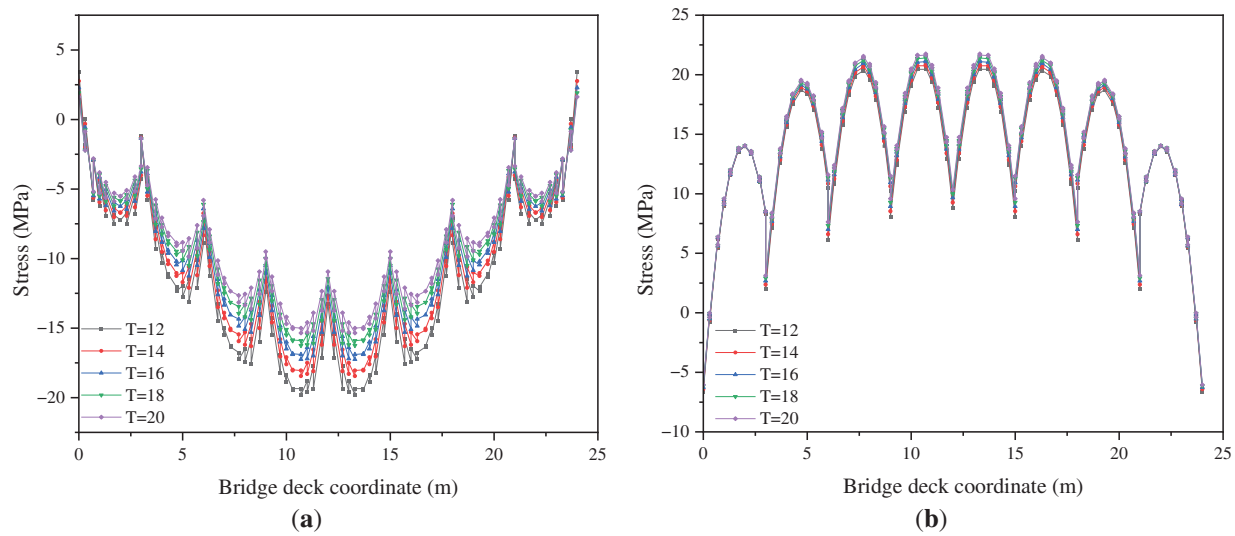 5
0
−5
−10
−15
−20
Stress (MPa)
T=12
T=14
T=16
T=18
T=20
0 5 10 15 20 25
Bridge deck coordinate (m)
(a)
25
20
15
10
5
0
−5
−10
Stress (MPa)
T=12
T=14
T=16
T=18
T=20
0 5 10 15 20 25
Bridge deck coordinate (m)
(b)